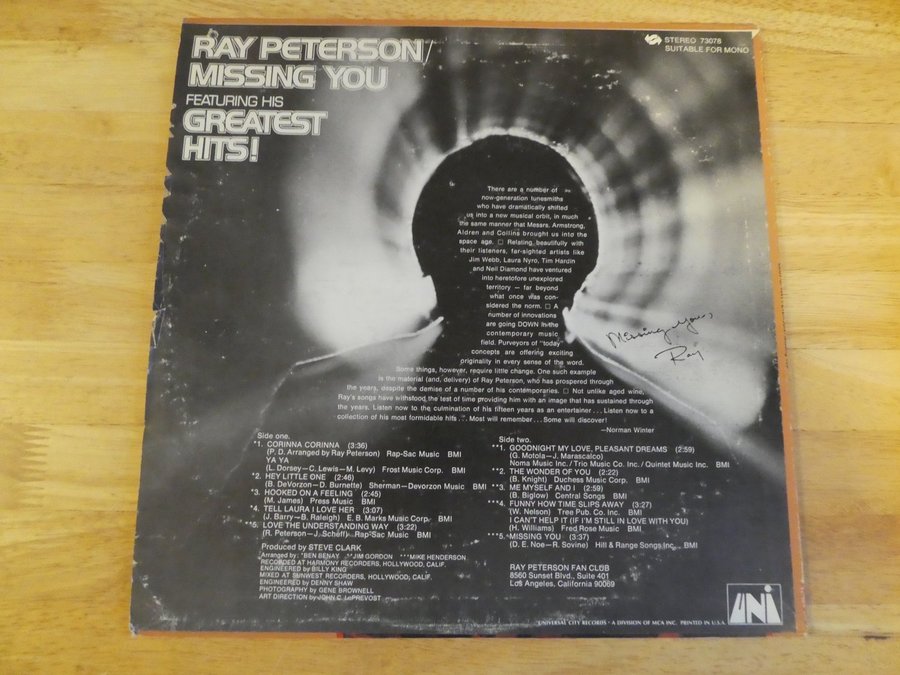 RAY PETERSON/
MISSING YOU
FEATURING HIS
GREATEST
HITS!
STEREO 73078
SUITABLE FOR MONO
There are a number of
now-generation tunesmiths
who have dramatically shifted
us into a new musical orbit, in much
the same manner that Messrs. Armstrong,
Aldren and Collins brought us into the
space age. □ Relating beautifully with
their listeners, far-sighted artists like
Jim Webb, Laura Nyro, Tim Hardin
and Neil Diamond have ventured
into heretofore unexplored
territory — far beyond
what once was con-
sidered the norm. □ A
number of innovations
are going DOWN in the
contemporary music
field. Purveyors of "today"
concepts are offering exciting
originality in every sense of the word.
Some things, however, require little change. One such example
is the material (and, delivery) of Ray Peterson, who has prospered through
the years, despite the demise of a number of his contemporaries. □ Not unlike aged wine,
Ray's songs have withstood the test of time providing him with an image that has sustained through
the years. Listen now to the culmination of his fifteen years as an entertainer... Listen now to a
collection of his most formidable hits... Most will remember... Some will discover!
—Norman Winter
Missing You,
Ray
Side one.
*1. CORINNA CORINNA (3:36)
(P. D. Arranged by Ray Peterson) Rap-Sac Music BMI
YA YA
(L. Dorsey—C. Lewis—M. Levy) Frost Music Corp. BMI
*2. HEY LITTLE ONE (2:46)
(B. DeVorzon—D. Burnette) Sherman—Devorzon Music BMI
*3. HOOKED ON A FEELING (2:45)
(M. James) Press Music BMI
*4. TELL LAURA I LOVE HER (3:07)
(J. Barry—B. Raleigh) E. B. Marks Music Corp. BMI
**5. LOVE THE UNDERSTANDING WAY (3:22)
(R. Peterson—J. Scheff) Rap-Sac Music BMI
Side two.
**1. GOODNIGHT MY LOVE, PLEASANT DREAMS (2:59)
(G. Motola—J. Marascalco)
Noma Music Inc./Trio Music Co. Inc./Quintet Music Inc. BMI
**2. THE WONDER OF YOU (2:22)
(B. Knight) Duchess Music Corp. BMI
**3. ME MYSELF AND I (2:59)
(B. Biglow) Central Songs BMI
**4. FUNNY HOW TIME SLIPS AWAY (3:27)
(W. Nelson) Tree Pub. Co. Inc. BMI
I CAN'T HELP IT (IF I'M STILL IN LOVE WITH YOU)
(H. Williams) Fred Rose Music BMI
***5. MISSING YOU (3:37)
(D. E. Noe—R. Sovine) Hill & Range Songs Inc. BMI
Produced by STEVE CLARK
Arranged by: *BEN BENAY **JIM GORDON ***MIKE HENDERSON
RECORDED AT HARMONY RECORDERS, HOLLYWOOD, CALIF.
ENGINEERED BY BILLY KING
MIXED AT SUNWEST RECORDERS, HOLLYWOOD, CALIF.
ENGINEERED BY DENNY SHAW
PHOTOGRAPHY BY GENE BROWNELL
ART DIRECTION by JOHN C. LePREVOST
RAY PETERSON FAN CLUB
8560 Sunset Blvd., Suite 401
Los Angeles, California 90069
UNI
UNIVERSAL CITY RECORDS • A DIVISION OF MCA INC. PRINTED IN U.S.A.